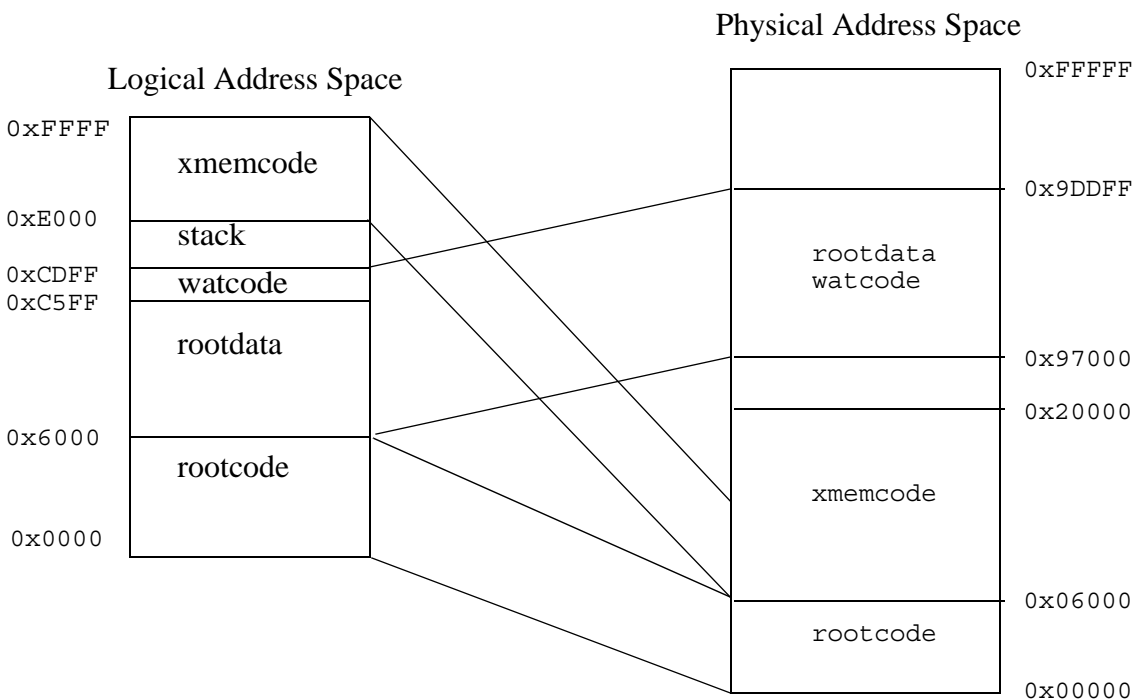 Physical Address Space
Logical Address Space
0xFFFF
xmemcode
0xE000
stack
0xCDFF
watcode
0xC5FF
rootdata
0x6000
rootcode
0x0000
0xFFFFF
0x9DDFF
rootdata
watcode
0x97000
0x20000
xmemcode
0x06000
rootcode
0x00000